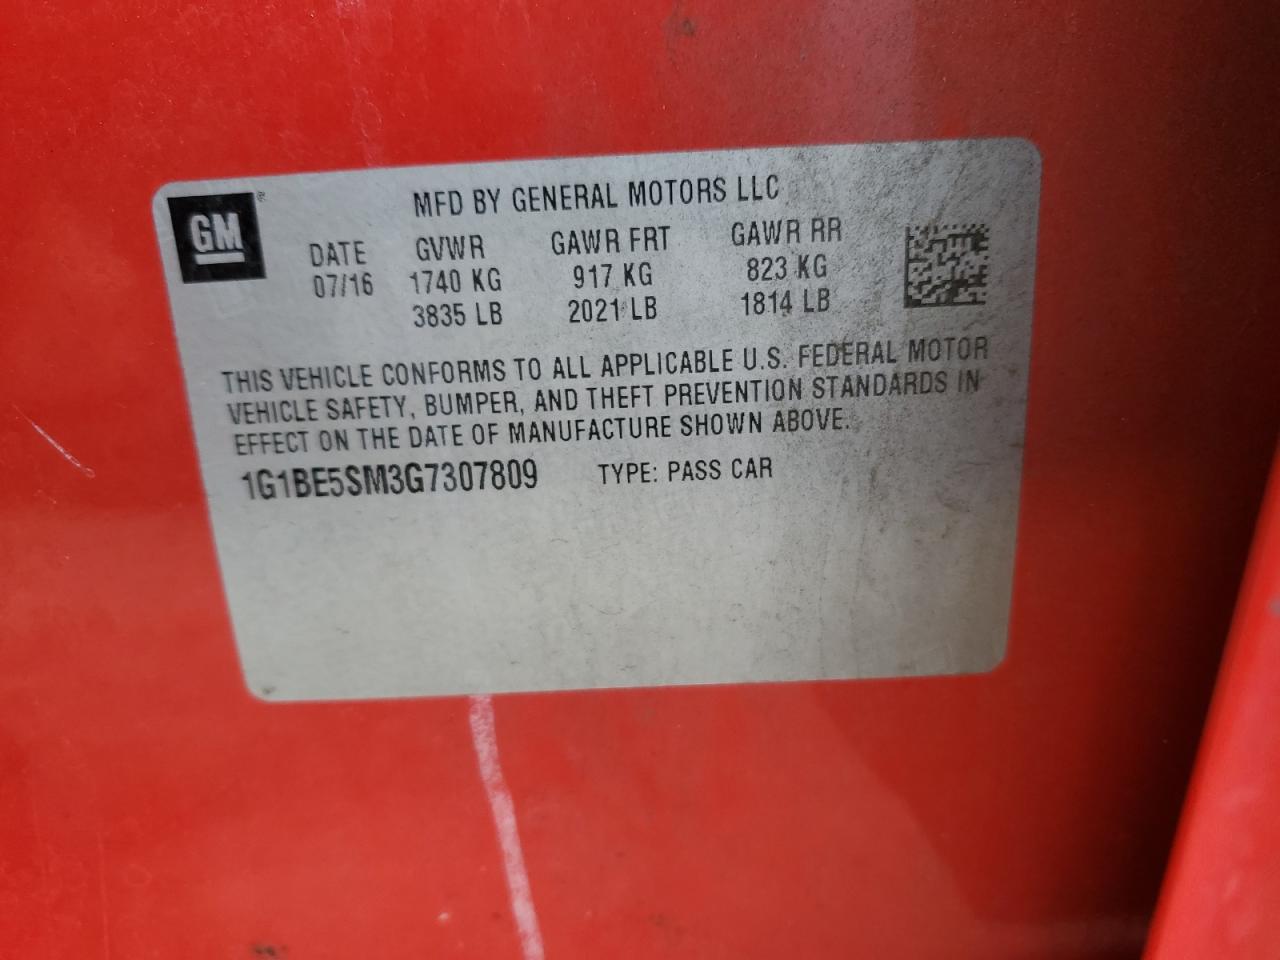 GM
MFD BY GENERAL MOTORS LLC
DATE GVWR GAWR FRT GAWR RR
07/16 1740 KG 917 KG 823 KG
3835 LB 2021 LB 1814 LB
THIS VEHICLE CONFORMS TO ALL APPLICABLE U.S. FEDERAL MOTOR
VEHICLE SAFETY, BUMPER, AND THEFT PREVENTION STANDARDS IN
EFFECT ON THE DATE OF MANUFACTURE SHOWN ABOVE.
1G1BE5SM3G7307809 TYPE: PASS CAR